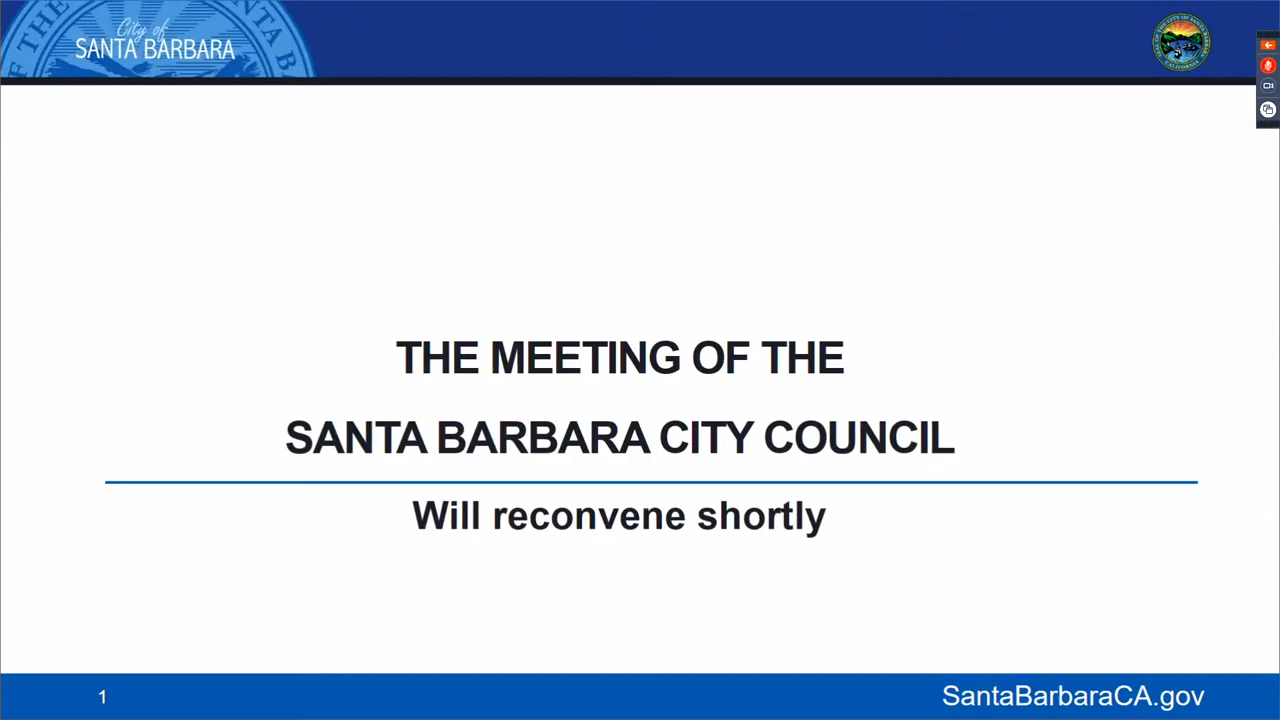 City of
SANTA BARBARA
THE MEETING OF THE
SANTA BARBARA CITY COUNCIL
Will reconvene shortly
1
SantaBarbaraCA.gov